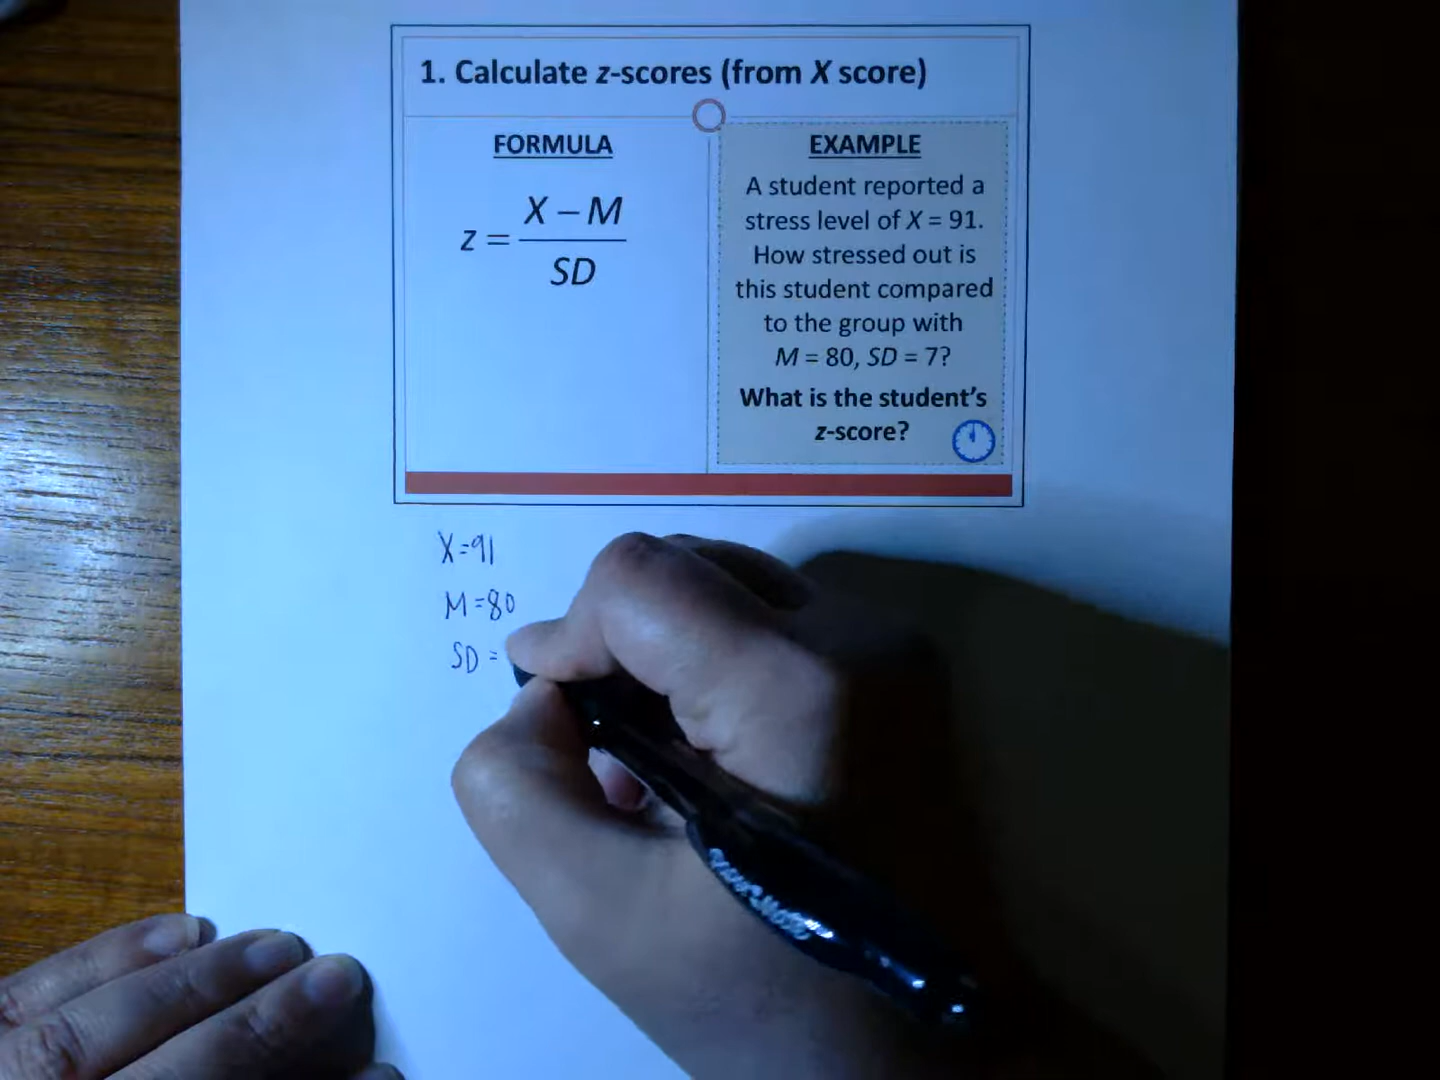 1. Calculate z-scores (from X score)
FORMULA
z = X – M
SD
EXAMPLE
A student reported a
stress level of X = 91.
How stressed out is
this student compared
to the group with
M = 80, SD = 7?
What is the student's
z-score?
X=91
M=80
SD =